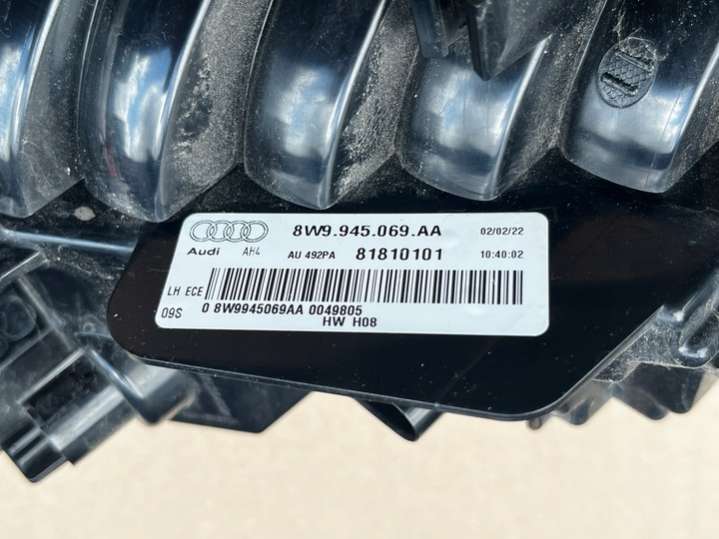 8W9.945.069.AA 02/02/22
Audi AH4 AU 492PA 81810101 10:40:02
LH ECE
09S 0 8W9945069AA 0049805
HW H08